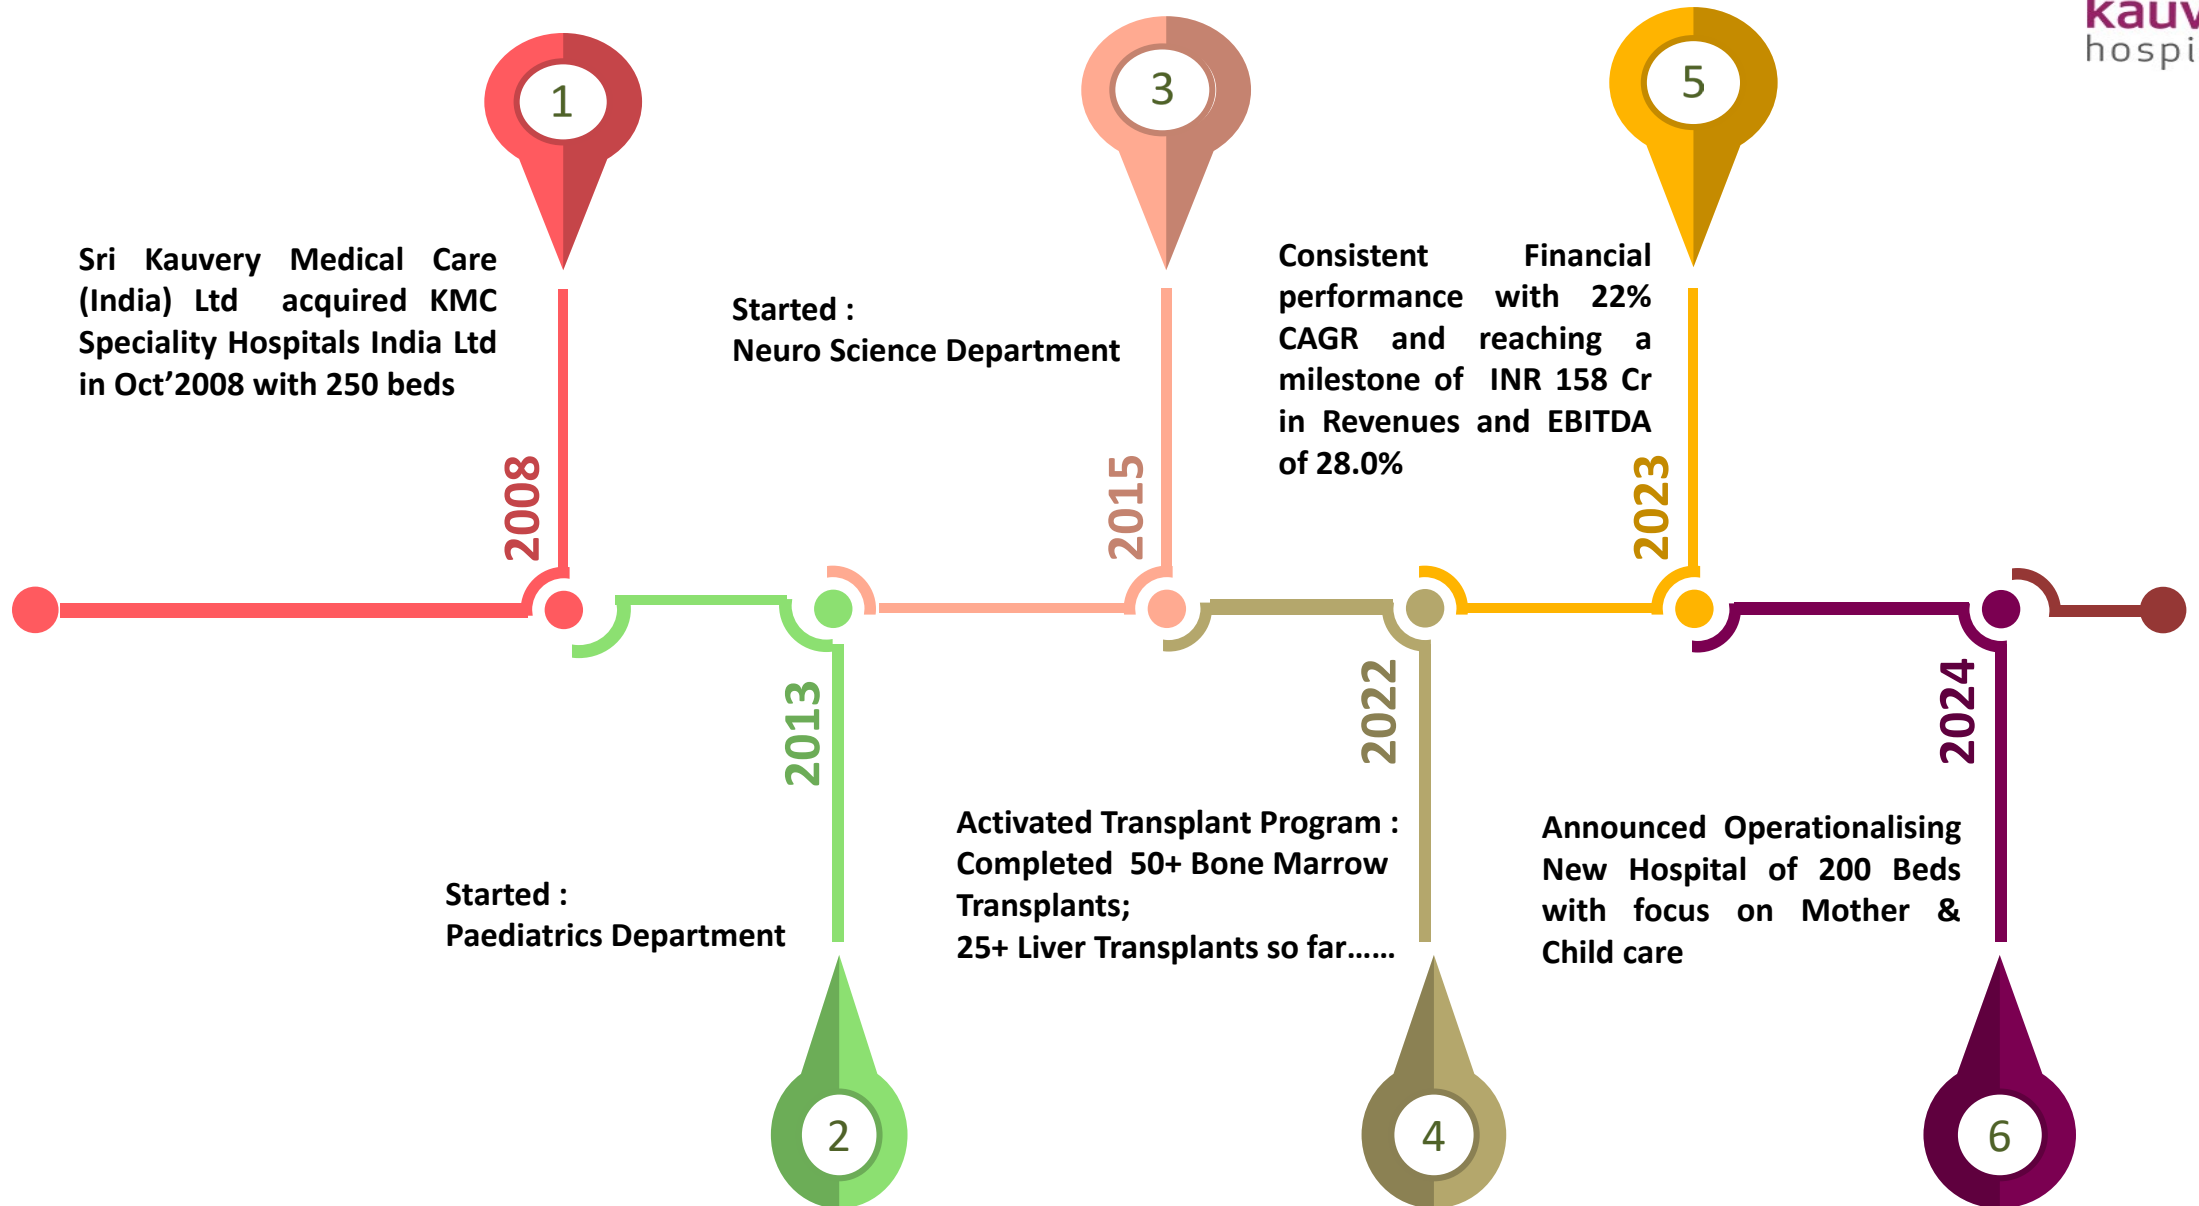 1
Sri Kauvery Medical Care
(India) Ltd acquired KMC
Speciality Hospitals India Ltd
in Oct’2008 with 250 beds
2008
2013
Started :
Paediatrics Department
2
3
Started :
Neuro Science Department
2015
2022
Activated Transplant Program :
Completed 50+ Bone Marrow
Transplants;
25+ Liver Transplants so far......
4
5
Consistent Financial
performance with 22%
CAGR and reaching a
milestone of INR 158 Cr
in Revenues and EBITDA
of 28.0%
2023
2024
Announced Operationalising
New Hospital of 200 Beds
with focus on Mother &
Child care
6